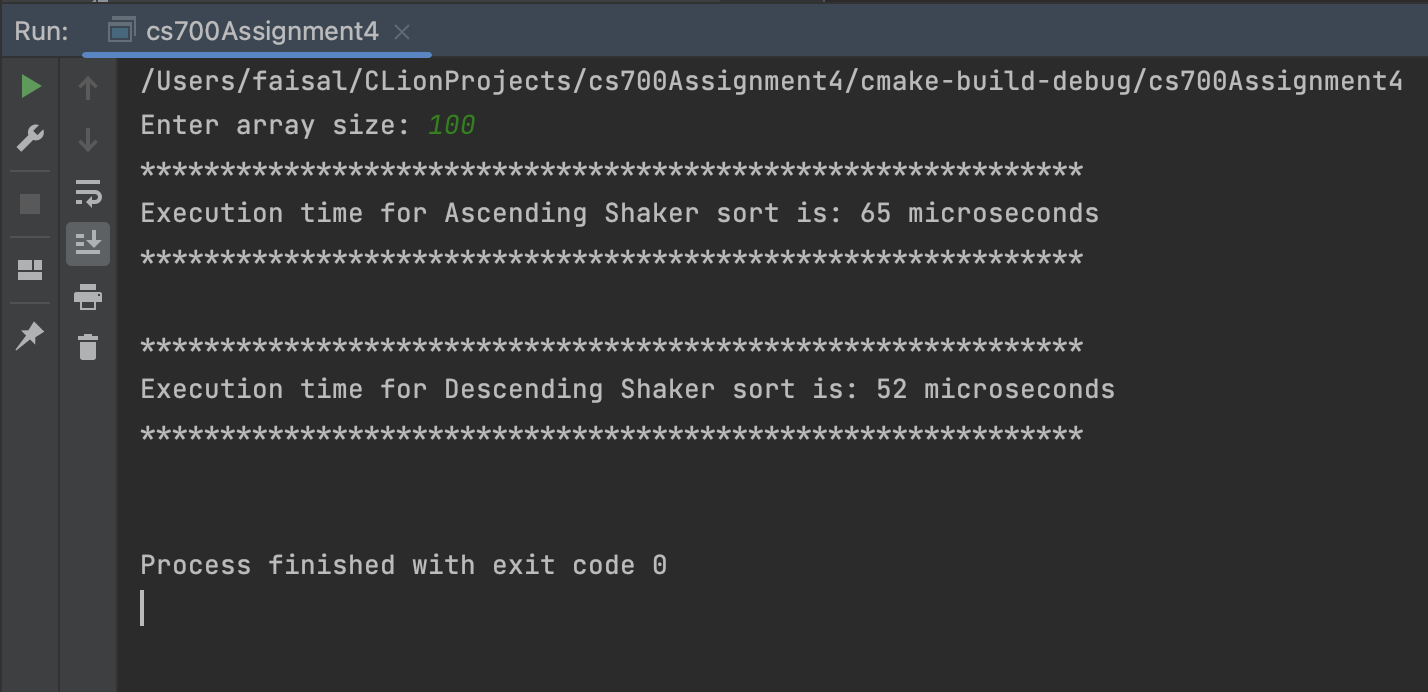 Run: cs700Assignment4
/Users/faisal/CLionProjects/cs700Assignment4/cmake-build-debug/cs700Assignment4
Enter array size: 100
***********************************************************
Execution time for Ascending Shaker sort is: 65 microseconds
***********************************************************
***********************************************************
Execution time for Descending Shaker sort is: 52 microseconds
***********************************************************
Process finished with exit code 0